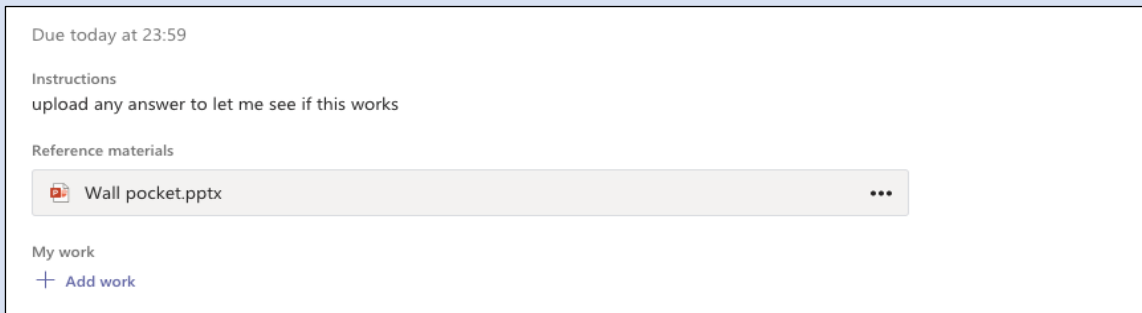 Due today at 23:59
Instructions
upload any answer to let me see if this works
Reference materials
Wall pocket.pptx
My work
Add work